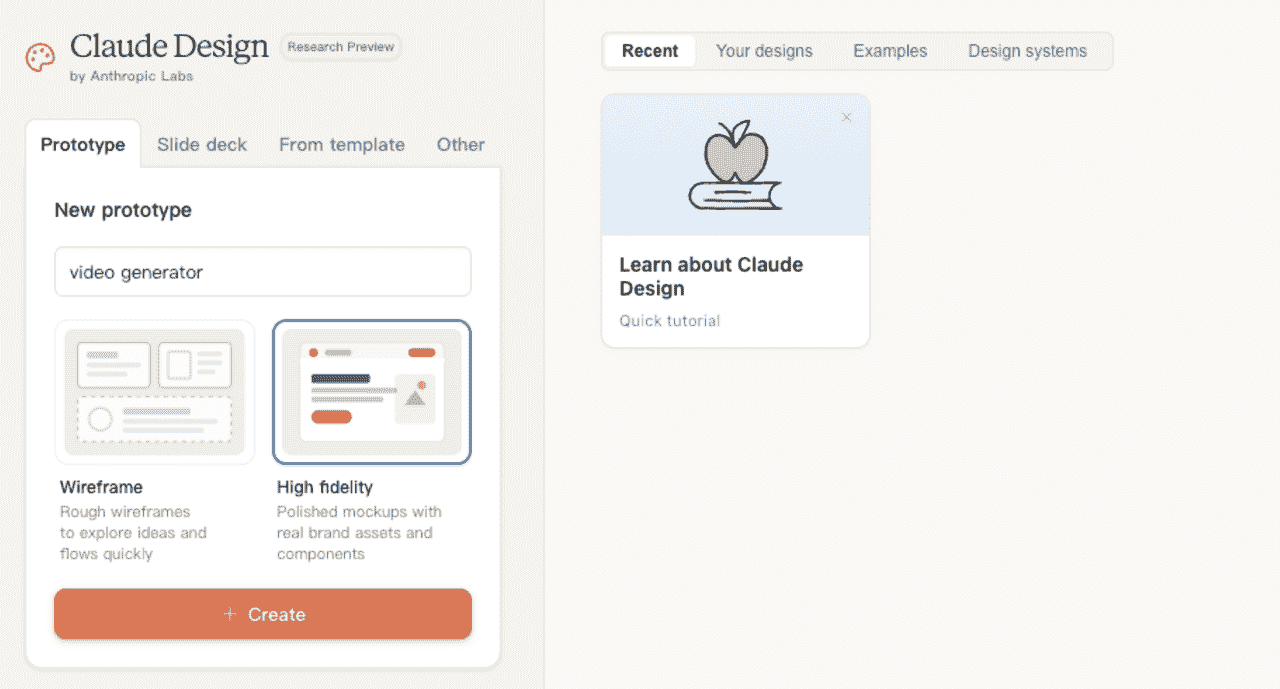 Claude Design
Research Preview
by Anthropic Labs
Prototype
Slide deck
From template
Other
New prototype
video generator
Wireframe
Rough wireframes
to explore ideas and
flows quickly
High fidelity
Polished mockups with
real brand assets and
components
+ Create
Recent
Your designs
Examples
Design systems
×
Learn about Claude
Design
Quick tutorial